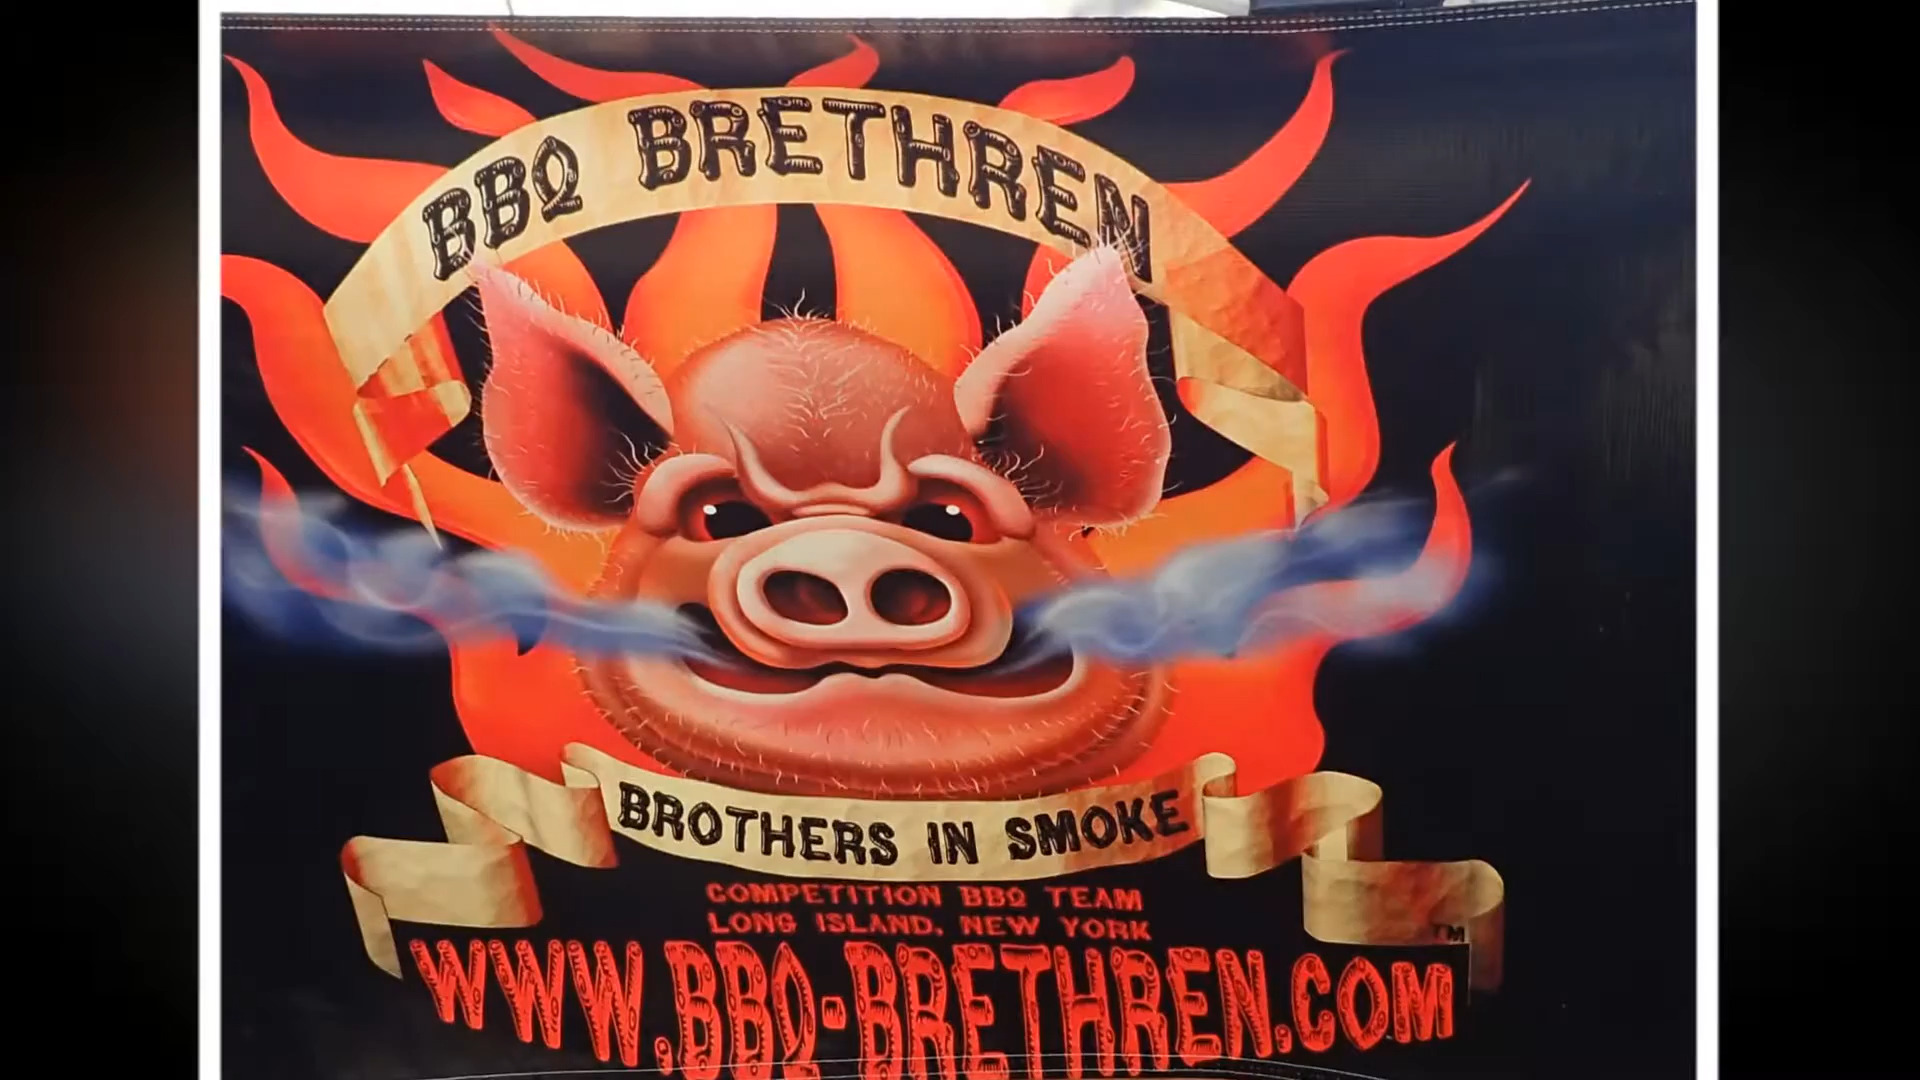 BBQ BRETHREN
BROTHERS IN SMOKE
COMPETITION BBQ TEAM
LONG ISLAND, NEW YORK
TM
WWW.BBQ-BRETHREN.COM